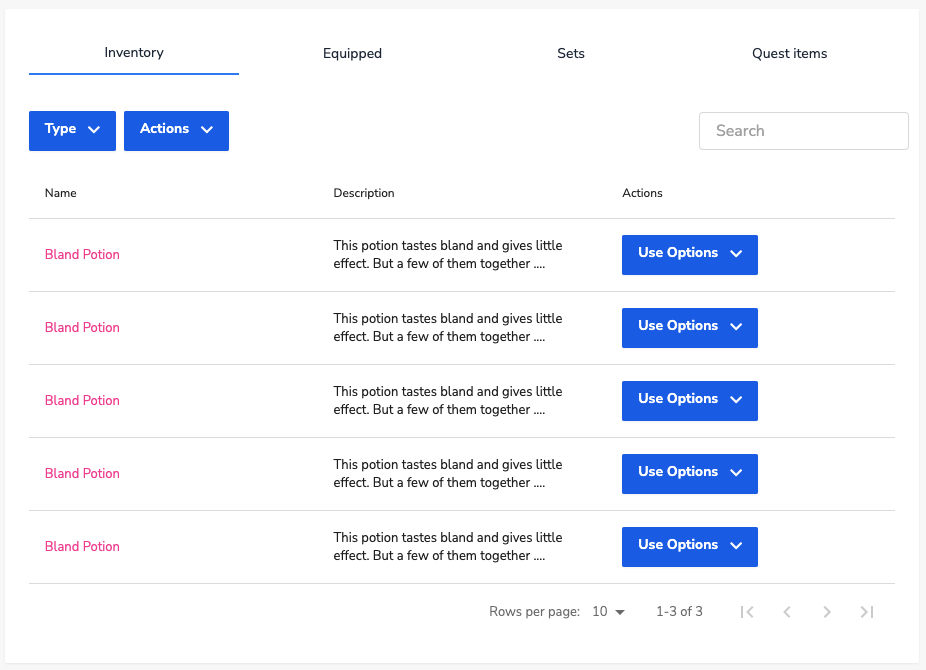 Inventory Equipped Sets Quest items
Type Actions Search
Name Description Actions
Bland Potion
This potion tastes bland and gives little
effect. But a few of them together ....
Use Options
Bland Potion
This potion tastes bland and gives little
effect. But a few of them together ....
Use Options
Bland Potion
This potion tastes bland and gives little
effect. But a few of them together ....
Use Options
Bland Potion
This potion tastes bland and gives little
effect. But a few of them together ....
Use Options
Bland Potion
This potion tastes bland and gives little
effect. But a few of them together ....
Use Options
Rows per page: 10 1-3 of 3